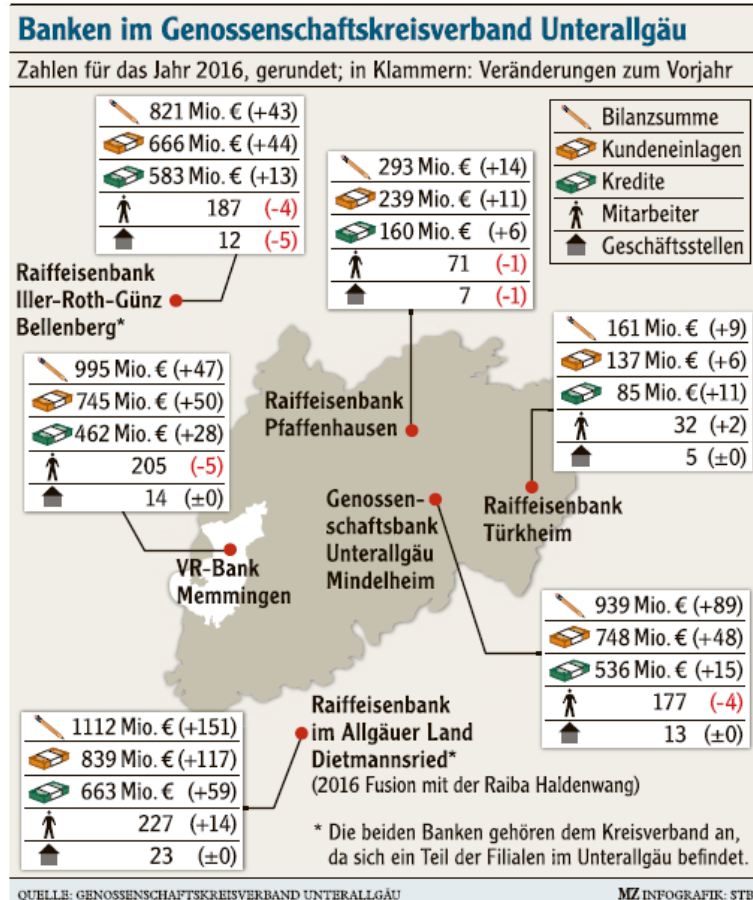 Banken im Genossenschaftskreisverband Unterallgäu
Zahlen für das Jahr 2016, gerundet; in Klammern: Veränderungen zum Vorjahr
821 Mio. € (+43)
666 Mio. € (+44)
583 Mio. € (+13)
187 (-4)
12 (-5)
Raiffeisenbank
Iller-Roth-Günz
Bellenberg*
293 Mio. € (+14)
239 Mio. € (+11)
160 Mio. € (+6)
71 (-1)
7 (-1)
Raiffeisenbank
Pfaffenhausen
Bilanzsumme
Kundeneinlagen
Kredite
Mitarbeiter
Geschäftsstellen
161 Mio. € (+9)
137 Mio. € (+6)
85 Mio. € (+11)
32 (+2)
5 (±0)
Raiffeisenbank
Türkheim
995 Mio. € (+47)
745 Mio. € (+50)
462 Mio. € (+28)
205 (-5)
14 (±0)
VR-Bank
Memmingen
Genossen-
schaftsbank
Unterallgäu
Mindelheim
939 Mio. € (+89)
748 Mio. € (+48)
536 Mio. € (+15)
177 (-4)
13 (±0)
1112 Mio. € (+151)
839 Mio. € (+117)
663 Mio. € (+59)
227 (+14)
23 (±0)
Raiffeisenbank
im Allgäuer Land
Dietmannsried*
(2016 Fusion mit der Raiba Haldenwang)
* Die beiden Banken gehören dem Kreisverband an,
da sich ein Teil der Filialen im Unterallgäu befindet.
QUELLE: GENOSSENSCHAFTSKREISVERBAND UNTERALLGÄU
MZ INFOGRAFIK: STB